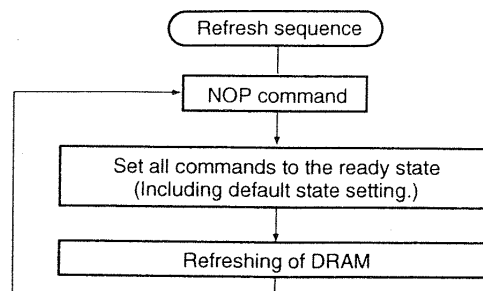 Refresh sequence
NOP command
Set all commands to the ready state
(Including default state setting.)
Refreshing of DRAM